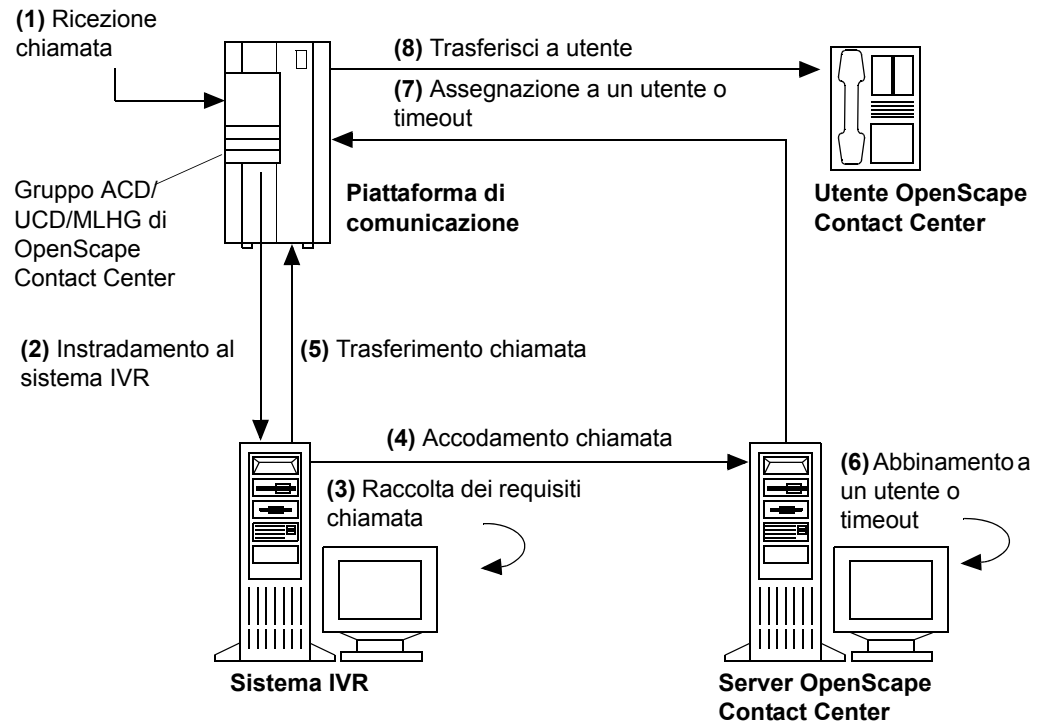 (1) Ricezione
chiamata
(8) Trasferisci a utente
(7) Assegnazione a un utente o
timeout
Gruppo ACD/
UCD/MLHG di
OpenScape
Contact Center
Piattaforma di
comunicazione
Utente OpenScape
Contact Center
(2) Instradamento al
sistema IVR
(5) Trasferimento chiamata
(4) Accodamento chiamata
(3) Raccolta dei requisiti
chiamata
(6) Abbinamento a
un utente o
timeout
Sistema IVR
Server OpenScape
Contact Center